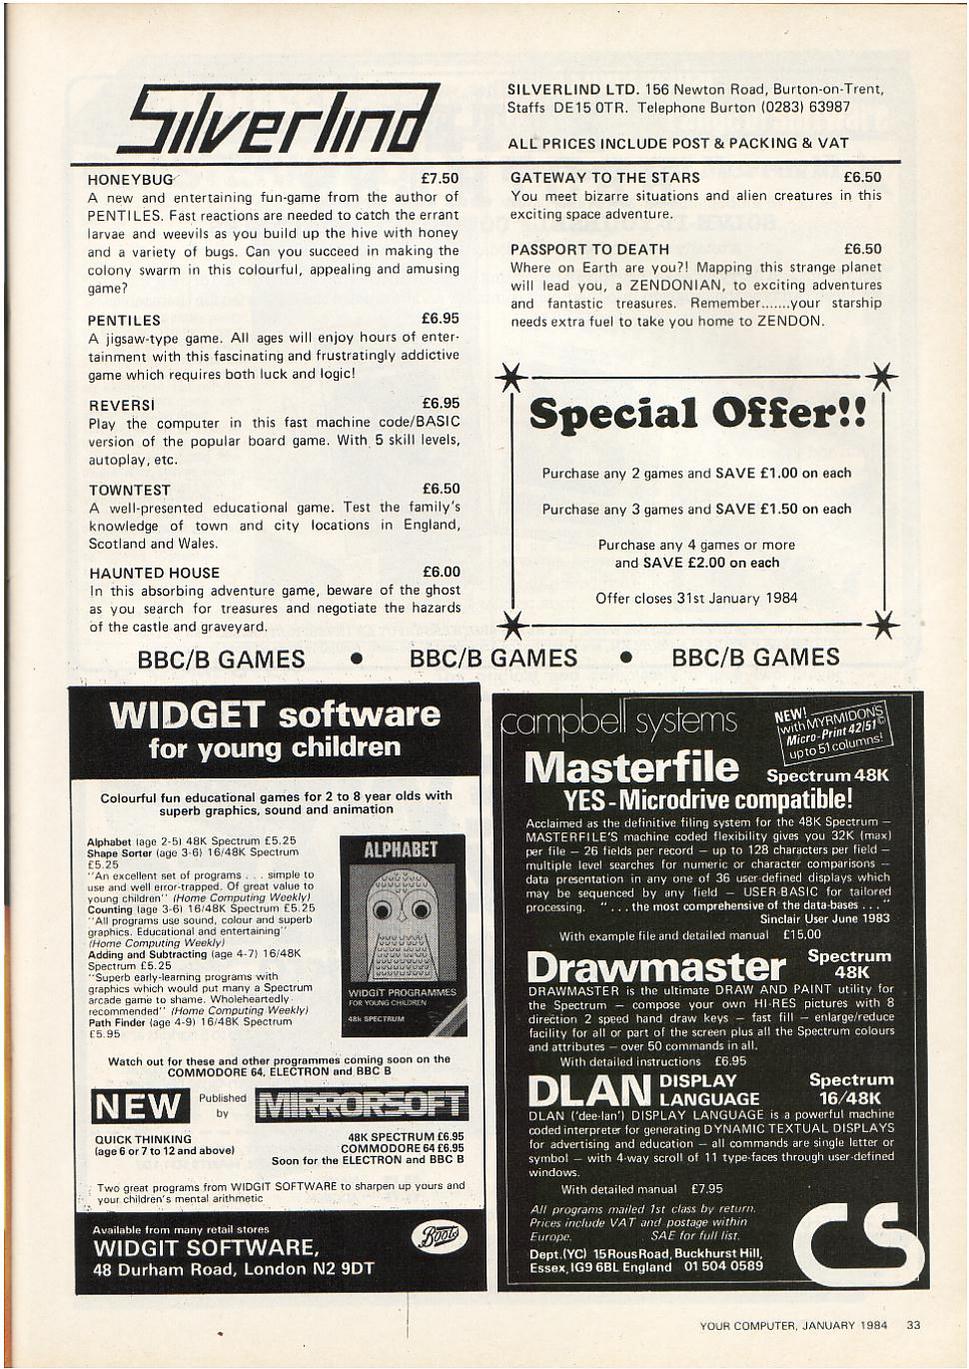 Silverlind
SILVERLIND LTD. 156 Newton Road, Burton-on-Trent,
Staffs DE15 0TR. Telephone Burton (0283) 63987
ALL PRICES INCLUDE POST & PACKING & VAT
HONEYBUG £7.50
A new and entertaining fun-game from the author of
PENTILES. Fast reactions are needed to catch the errant
larvae and weevils as you build up the hive with honey
and a variety of bugs. Can you succeed in making the
colony swarm in this colourful, appealing and amusing
game?
PENTILES £6.95
A jigsaw-type game. All ages will enjoy hours of enter-
tainment with this fascinating and frustratingly addictive
game which requires both luck and logic!
REVERSI £6.95
Play the computer in this fast machine code/BASIC
version of the popular board game. With 5 skill levels,
autoplay, etc.
TOWNTEST £6.50
A well-presented educational game. Test the family's
knowledge of town and city locations in England,
Scotland and Wales.
HAUNTED HOUSE £6.00
In this absorbing adventure game, beware of the ghost
as you search for treasures and negotiate the hazards
of the castle and graveyard.
GATEWAY TO THE STARS £6.50
You meet bizarre situations and alien creatures in this
exciting space adventure.
PASSPORT TO DEATH £6.50
Where on Earth are you?! Mapping this strange planet
will lead you, a ZENDONIAN, to exciting adventures
and fantastic treasures. Remember.......your starship
needs extra fuel to take you home to ZENDON.
Special Offer!!
Purchase any 2 games and SAVE £1.00 on each
Purchase any 3 games and SAVE £1.50 on each
Purchase any 4 games or more
and SAVE £2.00 on each
Offer closes 31st January 1984
BBC/B GAMES • BBC/B GAMES • BBC/B GAMES
WIDGET software
for young children
Colourful fun educational games for 2 to 8 year olds with
superb graphics, sound and animation
Alphabet (age 2-5) 48K Spectrum £5.25
Shape Sorter (age 3-6) 16/48K Spectrum
£5.25
"An excellent set of programs . . . simple to
use and well error-trapped. Of great value to
young children" (Home Computing Weekly)
Counting (age 3-6) 16/48K Spectrum £5.25
"All programs use sound, colour and superb
graphics. Educational and entertaining"
(Home Computing Weekly)
Adding and Subtracting (age 4-7) 16/48K
Spectrum £5.25
"Superb early-learning programs with
graphics which would put many a Spectrum
arcade game to shame. Wholeheartedly
recommended" (Home Computing Weekly)
Path Finder (age 4-9) 16/48K Spectrum
£5.95
ALPHABET
WIDGIT PROGRAMMES
FOR YOUNG CHILDREN
48k SPECTRUM
Watch out for these and other programmes coming soon on the
COMMODORE 64, ELECTRON and BBC B
NEW Published by MIRRORSOFT
QUICK THINKING
(age 6 or 7 to 12 and above)
48K SPECTRUM £6.95
COMMODORE 64 £6.95
Soon for the ELECTRON and BBC B
Two great programs from WIDGIT SOFTWARE to sharpen up yours and
your children's mental arithmetic
Available from many retail stores
WIDGIT SOFTWARE,
48 Durham Road, London N2 9DT
Boots
campbell systems
NEW!
with MYRMIDONS
Micro-Print 42/51©
up to 51 columns!
Masterfile Spectrum 48K
YES - Microdrive compatible!
Acclaimed as the definitive filing system for the 48K Spectrum —
MASTERFILE'S machine coded flexibility gives you 32K (max)
per file — 26 fields per record — up to 128 characters per field —
multiple level searches for numeric or character comparisons —
data presentation in any one of 36 user-defined displays which
may be sequenced by any field — USER-BASIC for tailored
processing. " . . . the most comprehensive of the data-bases . . . "
Sinclair User June 1983
With example file and detailed manual £15.00
Drawmaster Spectrum
48K
DRAWMASTER is the ultimate DRAW AND PAINT utility for
the Spectrum — compose your own HI-RES pictures with 8
direction 2 speed hand draw keys — fast fill — enlarge/reduce
facility for all or part of the screen plus all the Spectrum colours
and attributes — over 50 commands in all.
With detailed instructions £6.95
DLAN DISPLAY LANGUAGE Spectrum
16/48K
DLAN ('dee-lan') DISPLAY LANGUAGE is a powerful machine
coded interpreter for generating DYNAMIC TEXTUAL DISPLAYS
for advertising and education — all commands are single letter or
symbol — with 4-way scroll of 11 type-faces through user-defined
windows.
With detailed manual £7.95
All programs mailed 1st class by return.
Prices include VAT and postage within
Europe. SAE for full list.
Dept.(YC) 15 Rous Road, Buckhurst Hill,
Essex, IG9 6BL England 01 504 0589
CS
YOUR COMPUTER, JANUARY 1984 33